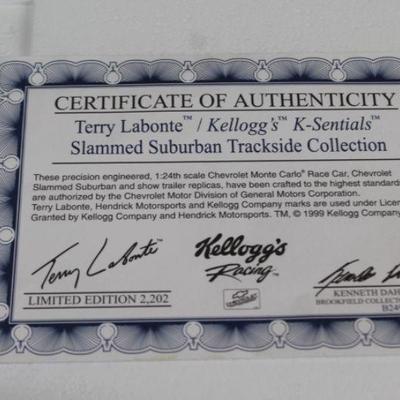 CERTIFICATE OF AUTHENTICITY
Terry Labonte™ / Kellogg's™ K-Sentials™
Slammed Suburban Trackside Collection
These precision engineered, 1:24th scale Chevrolet Monte Carlo® Race Car, Chevrolet
Slammed Suburban and show trailer replicas, have been crafted to the highest standards
are authorized by the Chevrolet Motor Division of General Motors Corporation.
Terry Labonte, Hendrick Motorsports and Kellogg Company marks are used under Licen
Granted by Kellogg Company and Hendrick Motorsports. TM, © 1999 Kellogg Company
Terry Labonte
Kellogg's
Racing™
LIMITED EDITION 2,202
KENNETH DAH
BROOKFIELD COLLECTO
B249